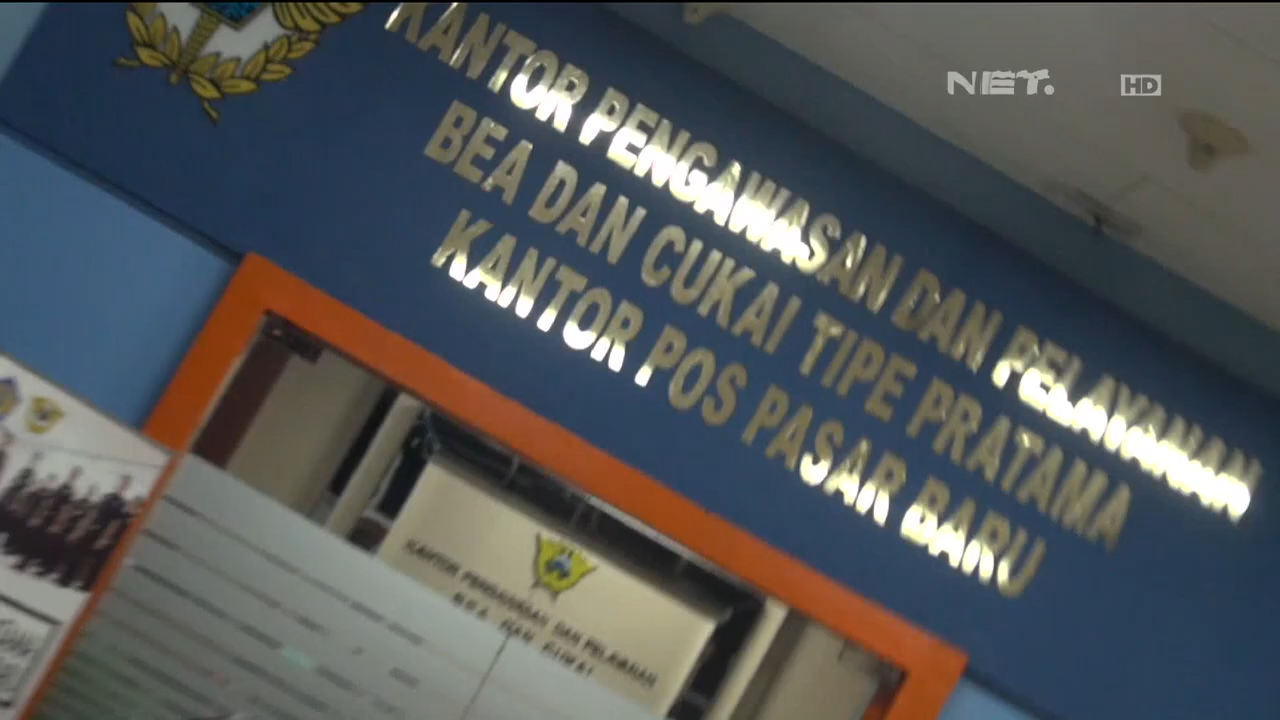 NET.
HD
KANTOR PENGAWASAN DAN PELAYANAN
BEA DAN CUKAI TIPE PRATAMA
KANTOR POS PASAR BARU
KANTOR PENGAWASAN DAN PELAYANAN
BEA DAN CUKAI